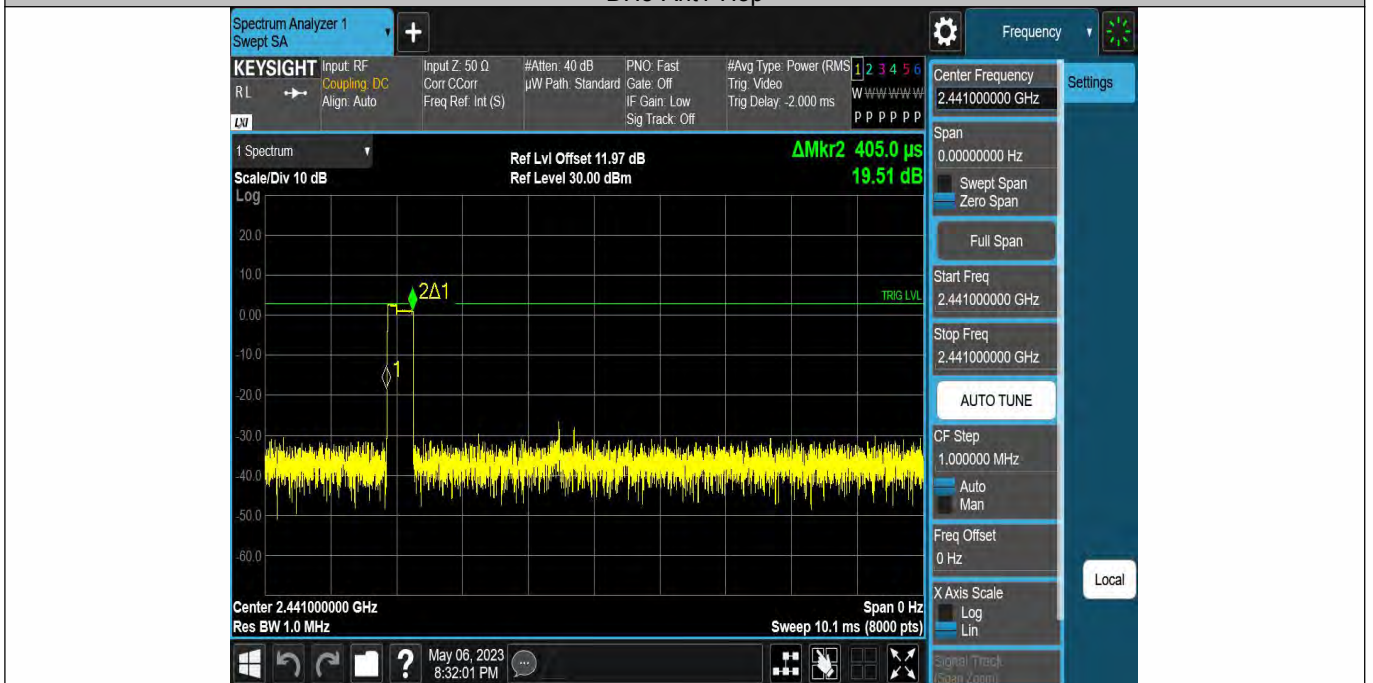 Spectrum Analyzer 1
Swept SA
+
Frequency
KEYSIGHT
R L
LXI
Input: RF
Coupling: DC
Align: Auto
Input Z: 50 Ω
Corr CCorr
Freq Ref: Int (S)
#Atten: 40 dB
µW Path: Standard
PNO: Fast
Gate: Off
IF Gain: Low
Sig Track: Off
#Avg Type: Power (RMS
Trig: Video
Trig Delay: -2.000 ms
1 2 3 4 5 6
W W W W W W
P P P P P P
1 Spectrum
Scale/Div 10 dB
Log
Ref Lvl Offset 11.97 dB
Ref Level 30.00 dBm
ΔMkr2 405.0 µs
19.51 dB
20.0
10.0
0.00
-10.0
-20.0
-30.0
-40.0
-50.0
-60.0
2Δ1
1
TRIG LVL
Center 2.441000000 GHz
Res BW 1.0 MHz
Span 0 Hz
Sweep 10.1 ms (8000 pts)
Center Frequency
2.441000000 GHz
Settings
Span
0.00000000 Hz
Swept Span
Zero Span
Full Span
Start Freq
2.441000000 GHz
Stop Freq
2.441000000 GHz
AUTO TUNE
CF Step
1.000000 MHz
Auto
Man
Freq Offset
0 Hz
X Axis Scale
Log
Lin
Signal Track
(Span Zoom)
Local
?
May 06, 2023
8:32:01 PM